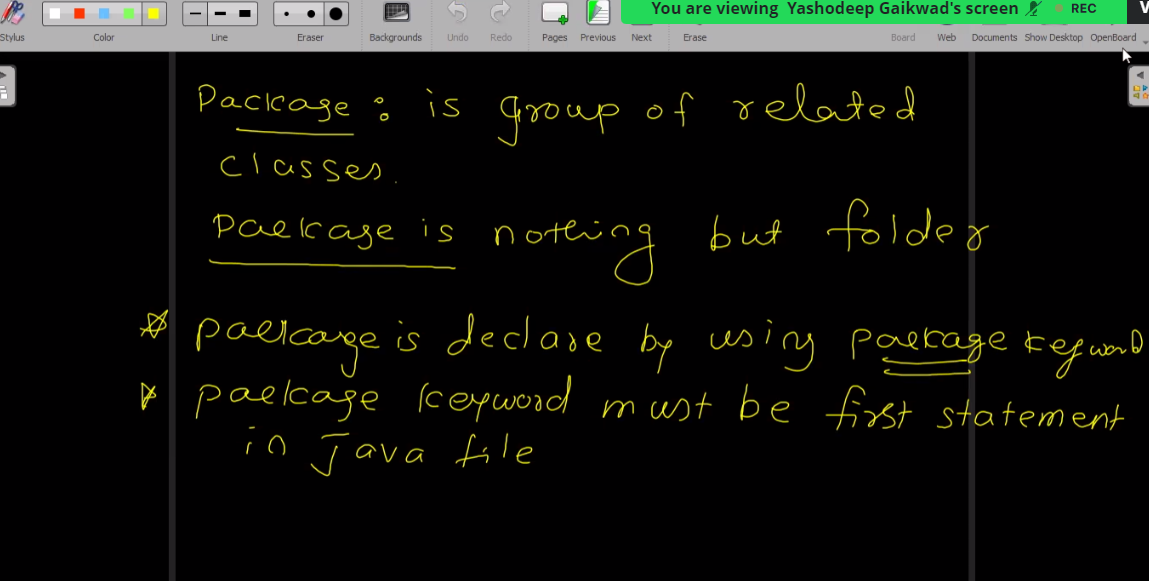 You are viewing Yashodeep Gaikwad's screen REC
Stylus Color Line Eraser Backgrounds Undo Redo Pages Previous Next Erase Board Web Documents Show Desktop OpenBoard
Package : is group of related
classes.
Package is nothing but folder
package is declare by using package keyword
package keyword must be first statement
in Java file